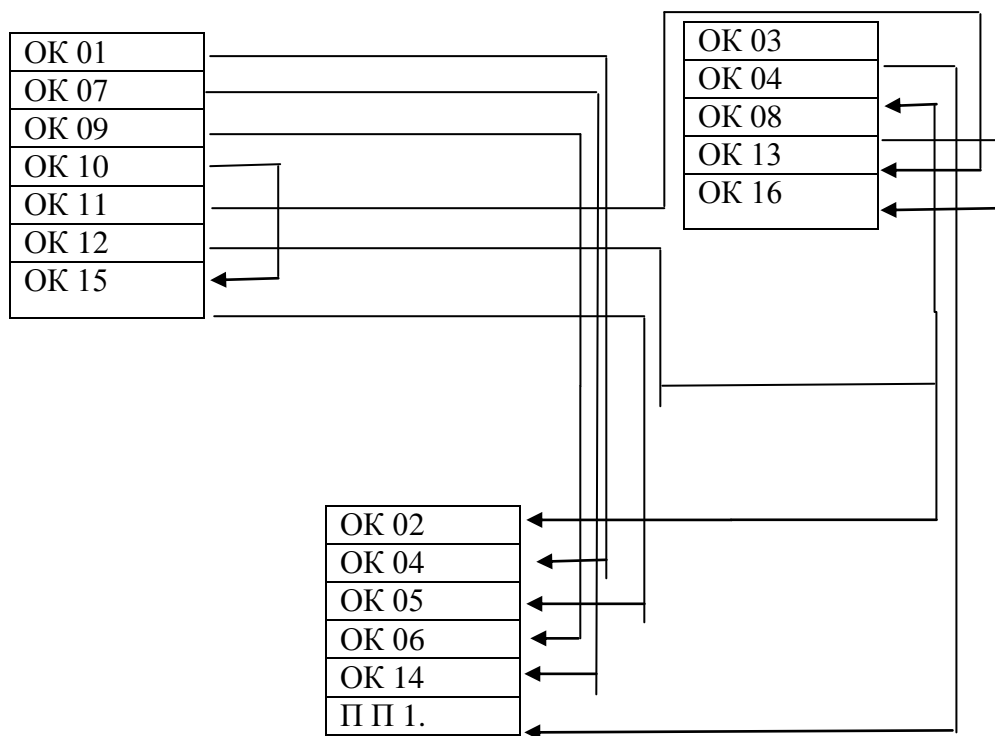 ОК 01
ОК 07
ОК 09
ОК 10
ОК 11
ОК 12
ОК 15
ОК 03
ОК 04
ОК 08
ОК 13
ОК 16
ОК 02
ОК 04
ОК 05
ОК 06
ОК 14
П П 1.